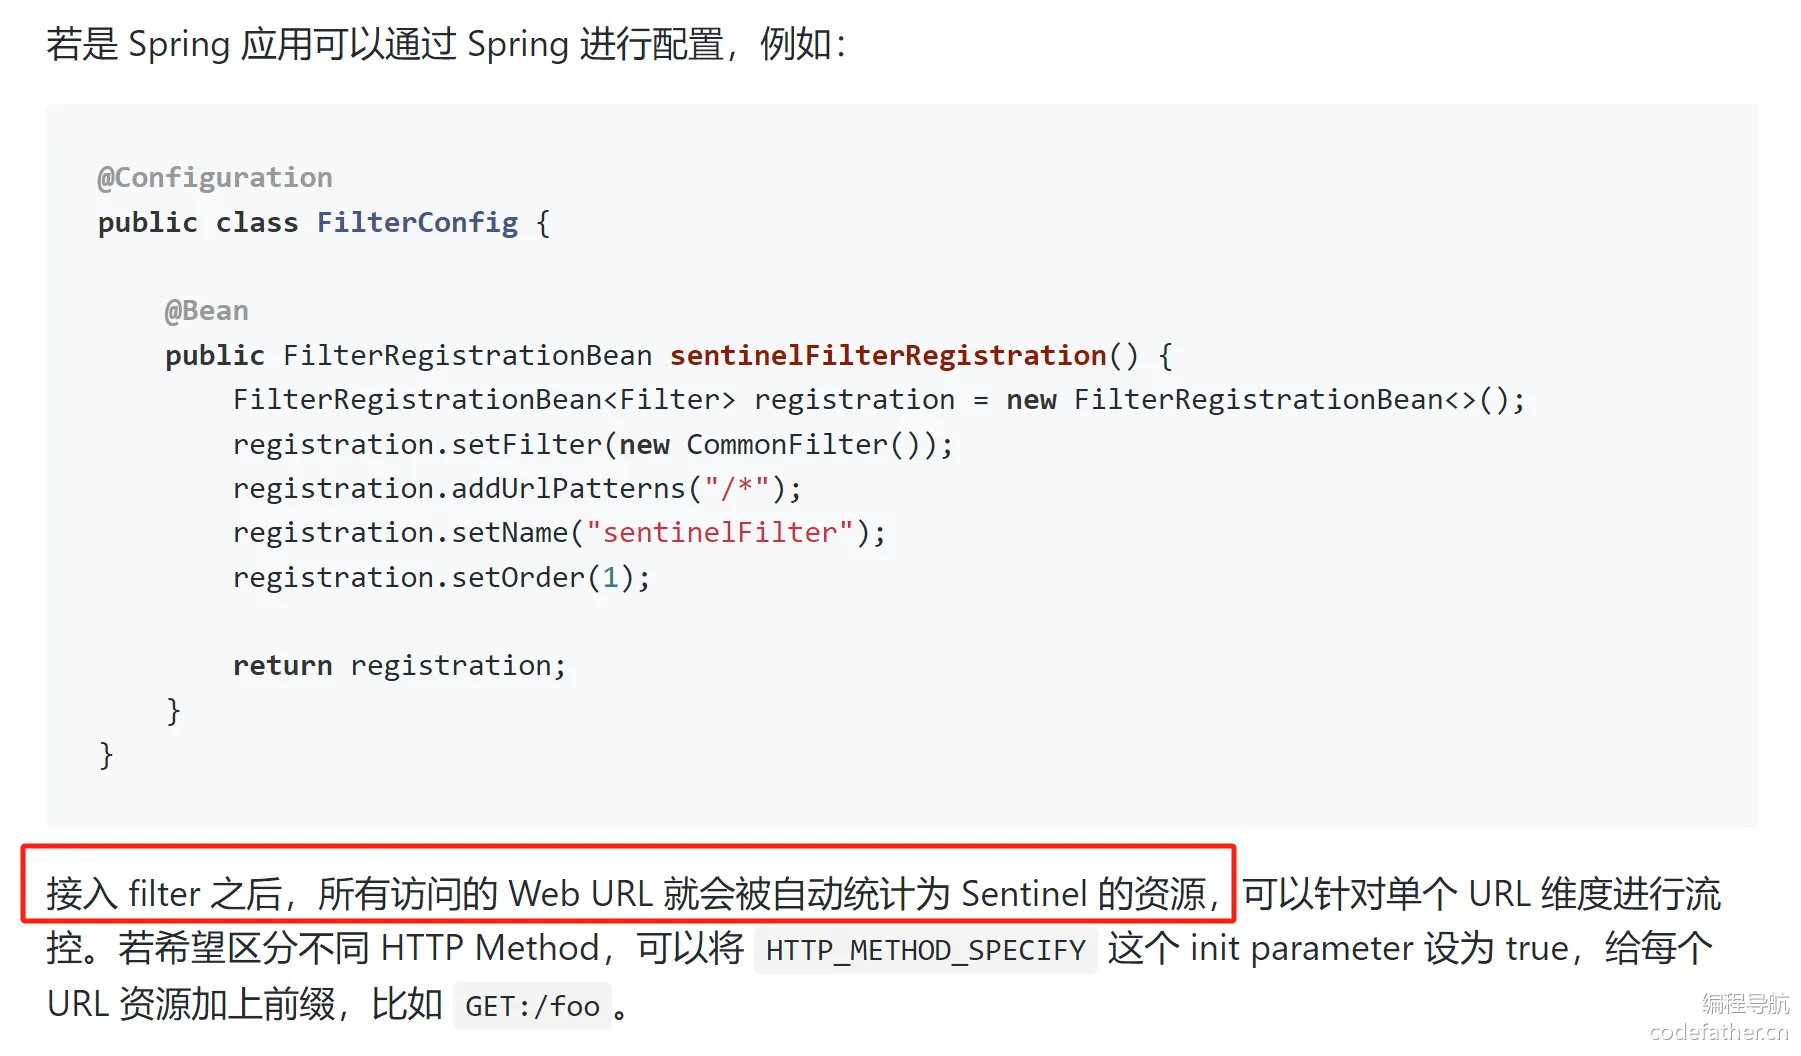 若是 Spring 应用可以通过 Spring 进行配置，例如：
@Configuration
public class FilterConfig {
@Bean
public FilterRegistrationBean sentinelFilterRegistration() {
FilterRegistrationBean<Filter> registration = new FilterRegistrationBean<>();
registration.setFilter(new CommonFilter());
registration.addUrlPatterns("/*");
registration.setName("sentinelFilter");
registration.setOrder(1);
return registration;
}
}
接入 filter 之后，所有访问的 Web URL 就会被自动统计为 Sentinel 的资源，可以针对单个 URL 维度进行流
控。若希望区分不同 HTTP Method，可以将 HTTP_METHOD_SPECIFY 这个 init parameter 设为 true，给每个
URL 资源加上前缀，比如 GET:/foo 。
编程导航
codefather.cn